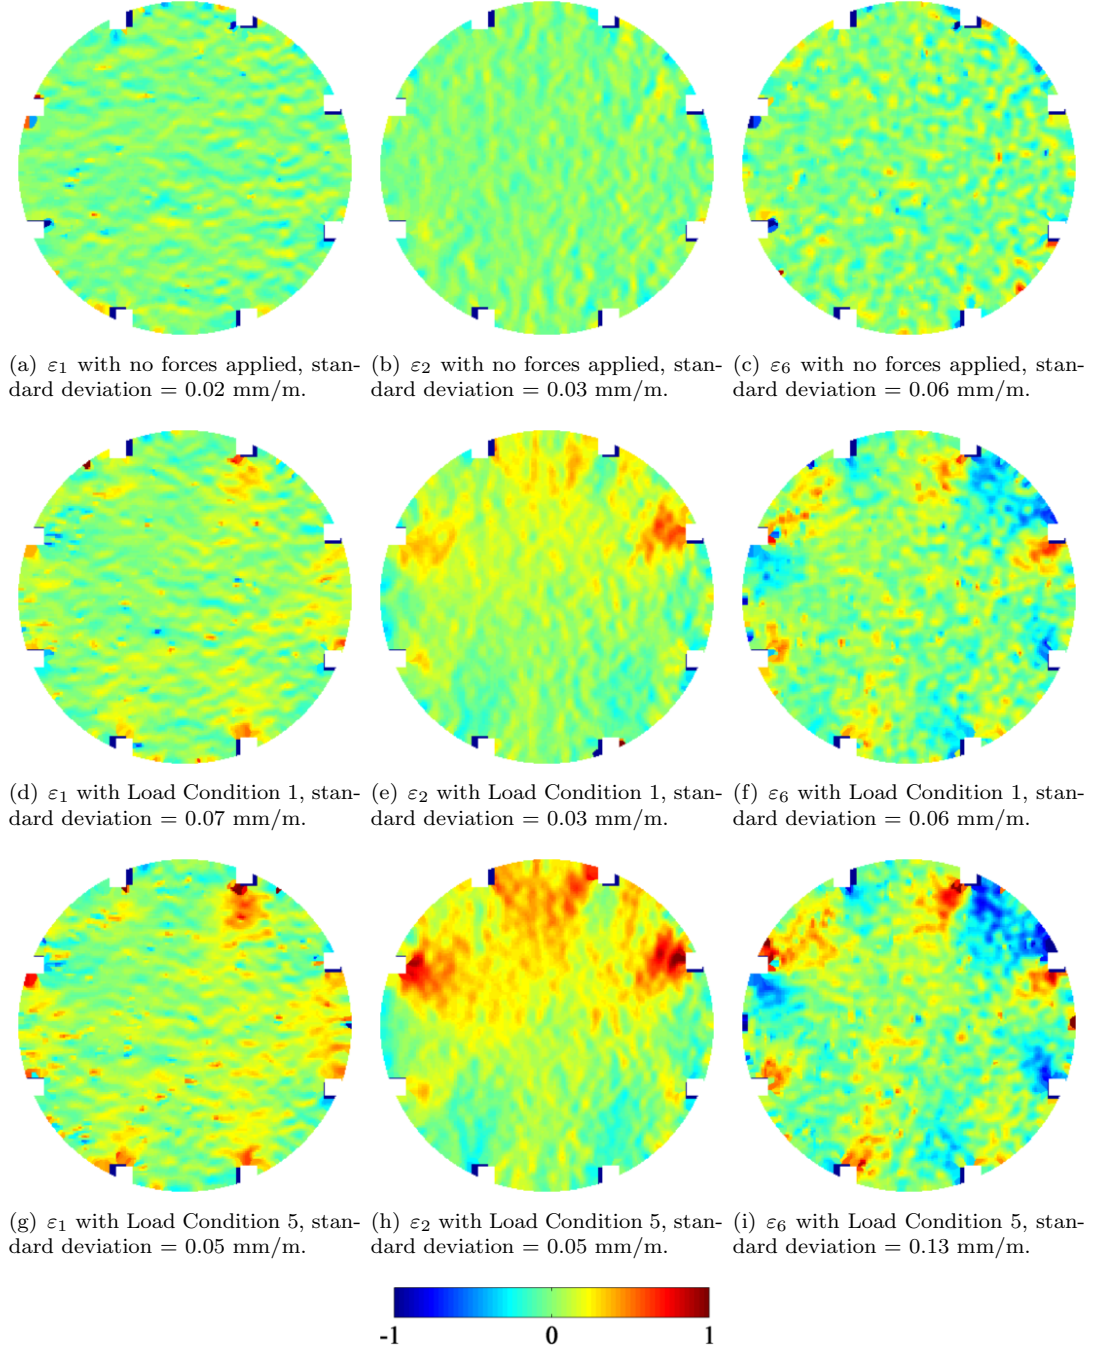 (a) ε1 with no forces applied, stan-
dard deviation = 0.02 mm/m.
(b) ε2 with no forces applied, stan-
dard deviation = 0.03 mm/m.
(c) ε6 with no forces applied, stan-
dard deviation = 0.06 mm/m.
(d) ε1 with Load Condition 1, stan-
dard deviation = 0.07 mm/m.
(e) ε2 with Load Condition 1, stan-
dard deviation = 0.03 mm/m.
(f) ε6 with Load Condition 1, stan-
dard deviation = 0.06 mm/m.
(g) ε1 with Load Condition 5, stan-
dard deviation = 0.05 mm/m.
(h) ε2 with Load Condition 5, stan-
dard deviation = 0.05 mm/m.
(i) ε6 with Load Condition 5, stan-
dard deviation = 0.13 mm/m.
-1 0 1